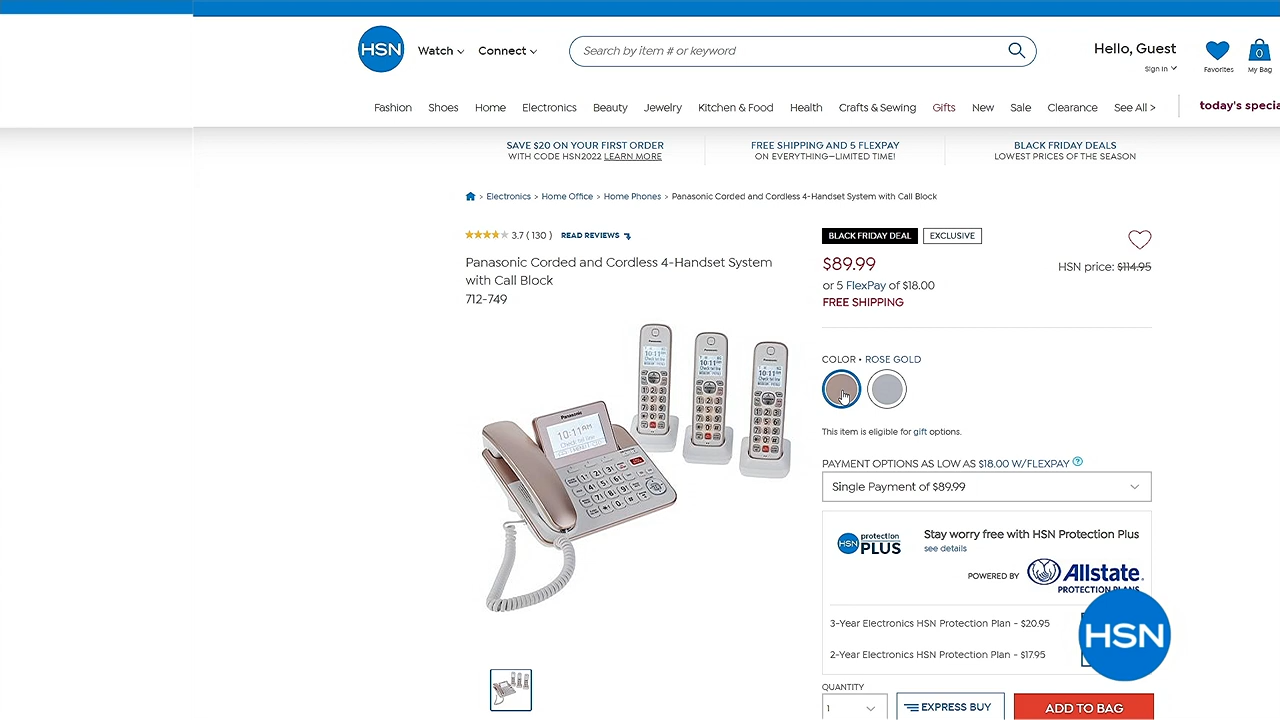 HSN
Watch
Connect
Search by item # or keyword
Hello, Guest
Sign In
Favorites
0
My Bag
Fashion Shoes Home Electronics Beauty Jewelry Kitchen & Food Health Crafts & Sewing Gifts New Sale Clearance See All >
today's specia
SAVE $20 ON YOUR FIRST ORDER
WITH CODE HSN2022 LEARN MORE
FREE SHIPPING AND 5 FLEXPAY
ON EVERYTHING—LIMITED TIME!
BLACK FRIDAY DEALS
LOWEST PRICES OF THE SEASON
> Electronics > Home Office > Home Phones > Panasonic Corded and Cordless 4-Handset System with Call Block
3.7 ( 130 ) READ REVIEWS
Panasonic Corded and Cordless 4-Handset System
with Call Block
712-749
Panasonic
10:11AM
Check tel line
BLACK FRIDAY DEAL
EXCLUSIVE
$89.99
HSN price: $114.95
or 5 FlexPay of $18.00
FREE SHIPPING
COLOR • ROSE GOLD
This item is eligible for gift options.
PAYMENT OPTIONS AS LOW AS $18.00 W/FLEXPAY ?
Single Payment of $89.99
HSN protection
PLUS
Stay worry free with HSN Protection Plus
see details
POWERED BY
Allstate.
PROTECTION PLANS
3-Year Electronics HSN Protection Plan - $20.95
2-Year Electronics HSN Protection Plan - $17.95
HSN
QUANTITY
1
EXPRESS BUY
ADD TO BAG